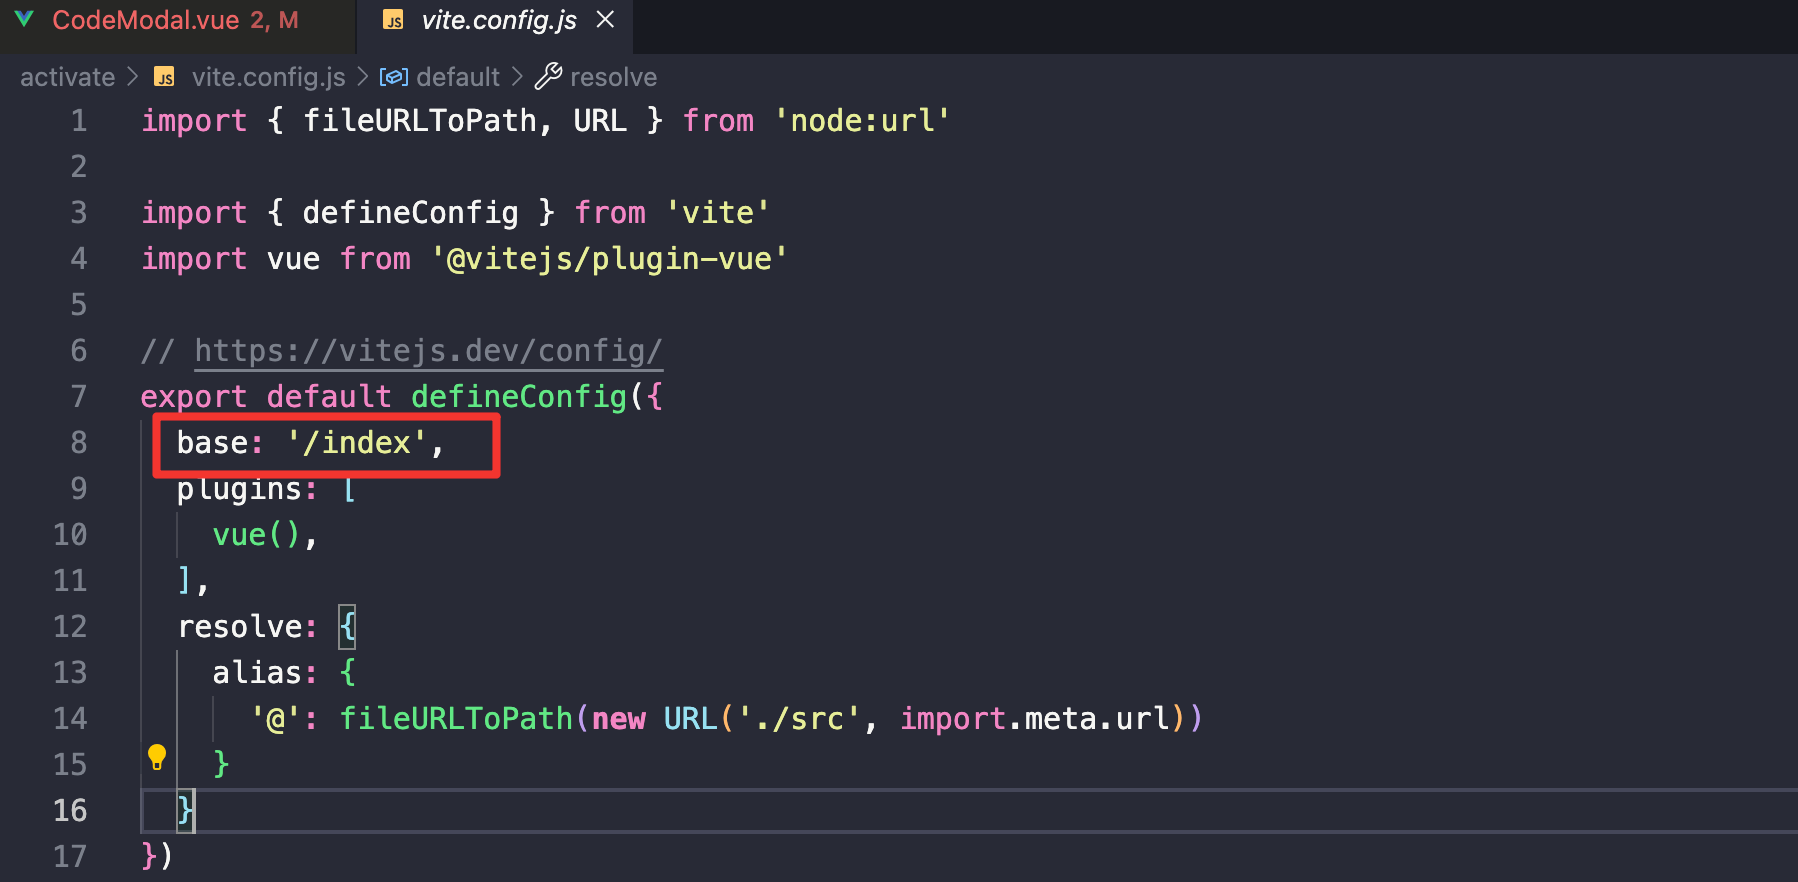 CodeModal.vue 2, M
JS vite.config.js
activate > JS vite.config.js > default > resolve
1 import { fileURLToPath, URL } from 'node:url'
2
3 import { defineConfig } from 'vite'
4 import vue from '@vitejs/plugin-vue'
5
6 // https://vitejs.dev/config/
7 export default defineConfig({
8 base: '/index',
9 plugins: [
10 vue(),
11 ],
12 resolve: {
13 alias: {
14 '@': fileURLToPath(new URL('./src', import.meta.url))
15 }
16 }
17 })